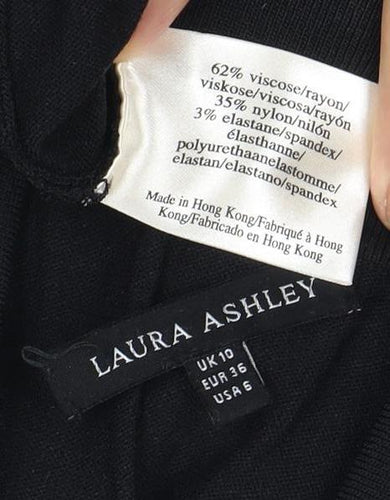 62% viscose/rayon/
viskose/viscosa/rayón
35% nylon/nilón
3% elastane/spandex/
élasthanne/
polyurethaanelastomme/
elastan/elastano/spandex
Made in Hong Kong/Fabriqué à Hong
Kong/Fabricado en Hong Kong
LAURA ASHLEY
UK 10
EUR 36
USA 6